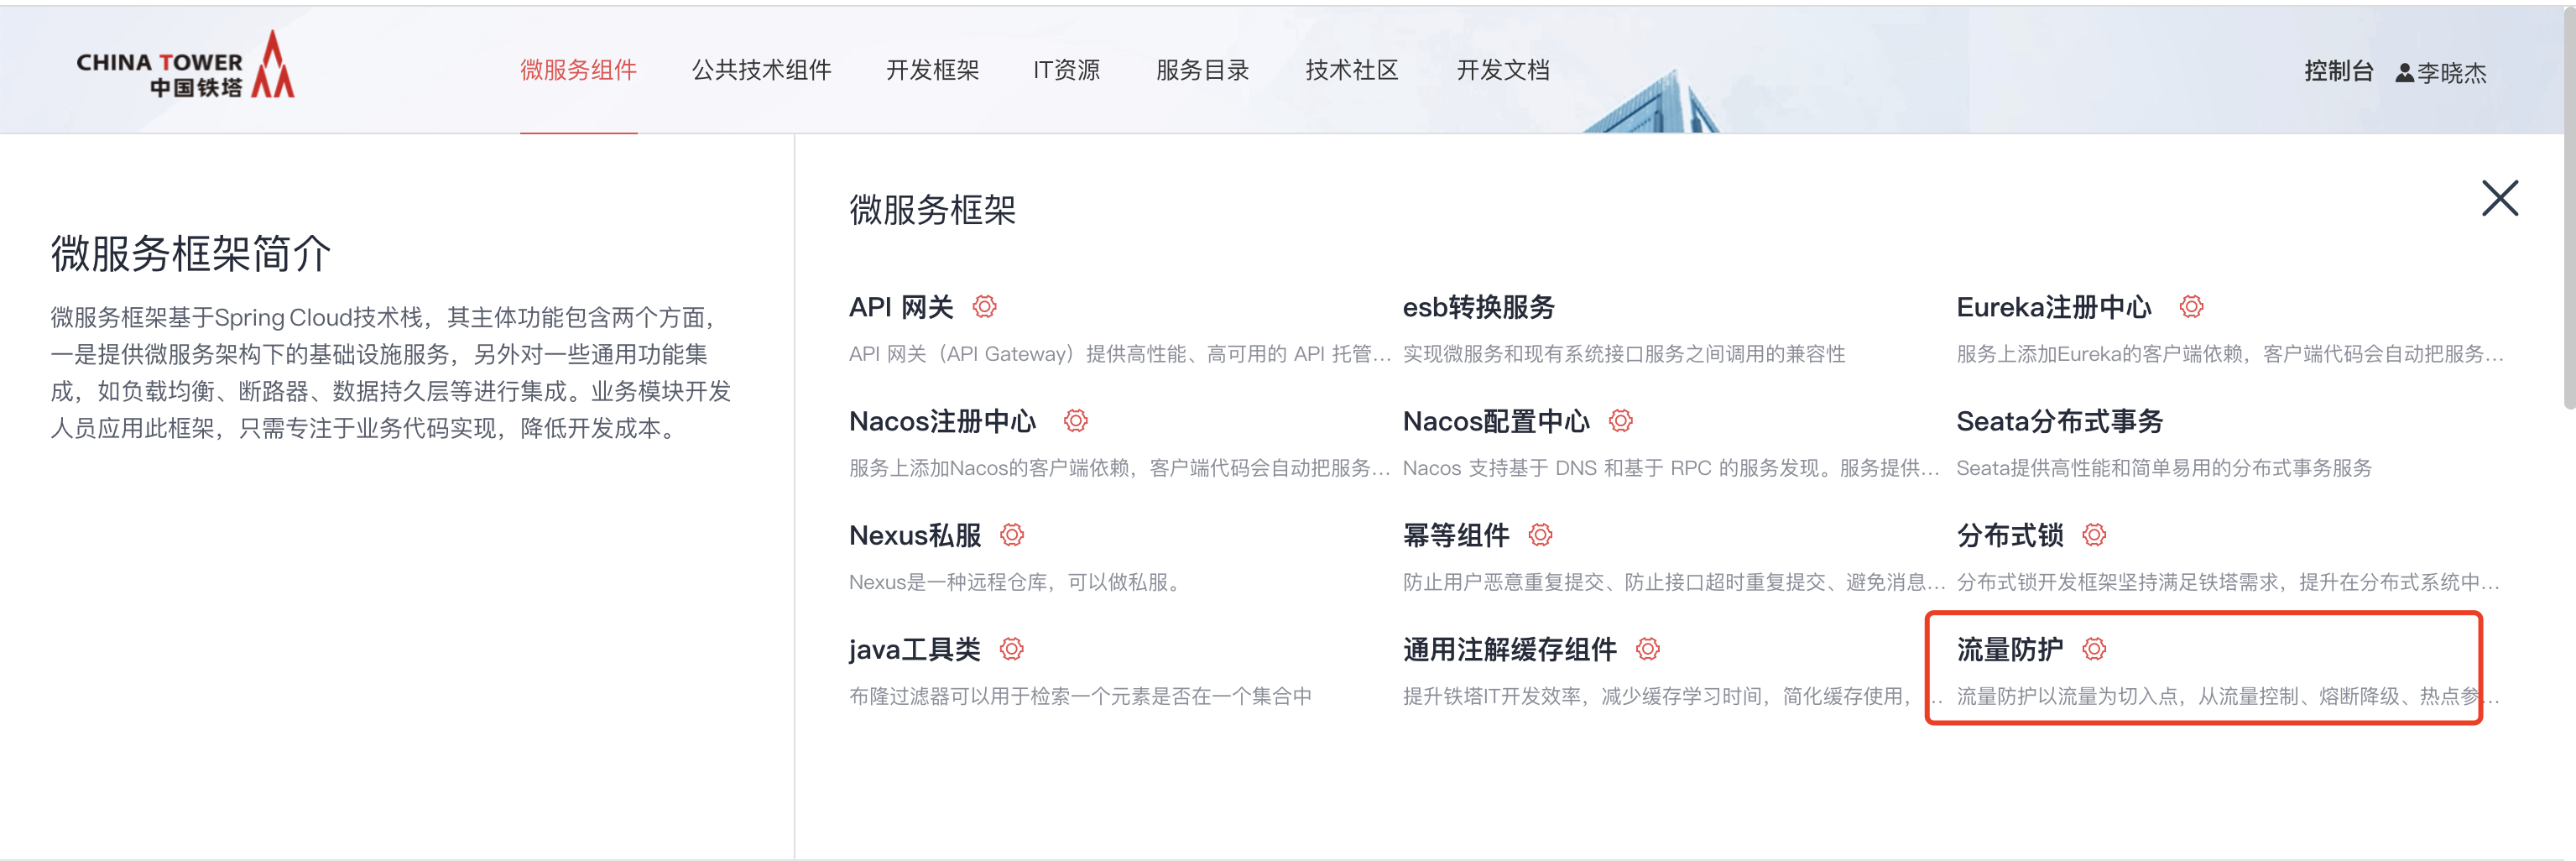 CHINA TOWER
中国铁塔
微服务组件 公共技术组件 开发框架 IT资源 服务目录 技术社区 开发文档 控制台 李晓杰
微服务框架简介
微服务框架基于Spring Cloud技术栈，其主体功能包含两个方面，
一是提供微服务架构下的基础设施服务，另外对一些通用功能集
成，如负载均衡、断路器、数据持久层等进行集成。业务模块开发
人员应用此框架，只需专注于业务代码实现，降低开发成本。
微服务框架
API 网关 esb转换服务 Eureka注册中心
API 网关（API Gateway）提供高性能、高可用的 API 托管... 实现微服务和现有系统接口服务之间调用的兼容性 服务上添加Eureka的客户端依赖，客户端代码会自动把服务...
Nacos注册中心 Nacos配置中心 Seata分布式事务
服务上添加Nacos的客户端依赖，客户端代码会自动把服务... Nacos 支持基于 DNS 和基于 RPC 的服务发现。服务提供... Seata提供高性能和简单易用的分布式事务服务
Nexus私服 幂等组件 分布式锁
Nexus是一种远程仓库，可以做私服。 防止用户恶意重复提交、防止接口超时重复提交、避免消息... 分布式锁开发框架坚持满足铁塔需求，提升在分布式系统中...
java工具类 通用注解缓存组件 流量防护
布隆过滤器可以用于检索一个元素是否在一个集合中 提升铁塔IT开发效率，减少缓存学习时间，简化缓存使用，... 流量防护以流量为切入点，从流量控制、熔断降级、热点参...